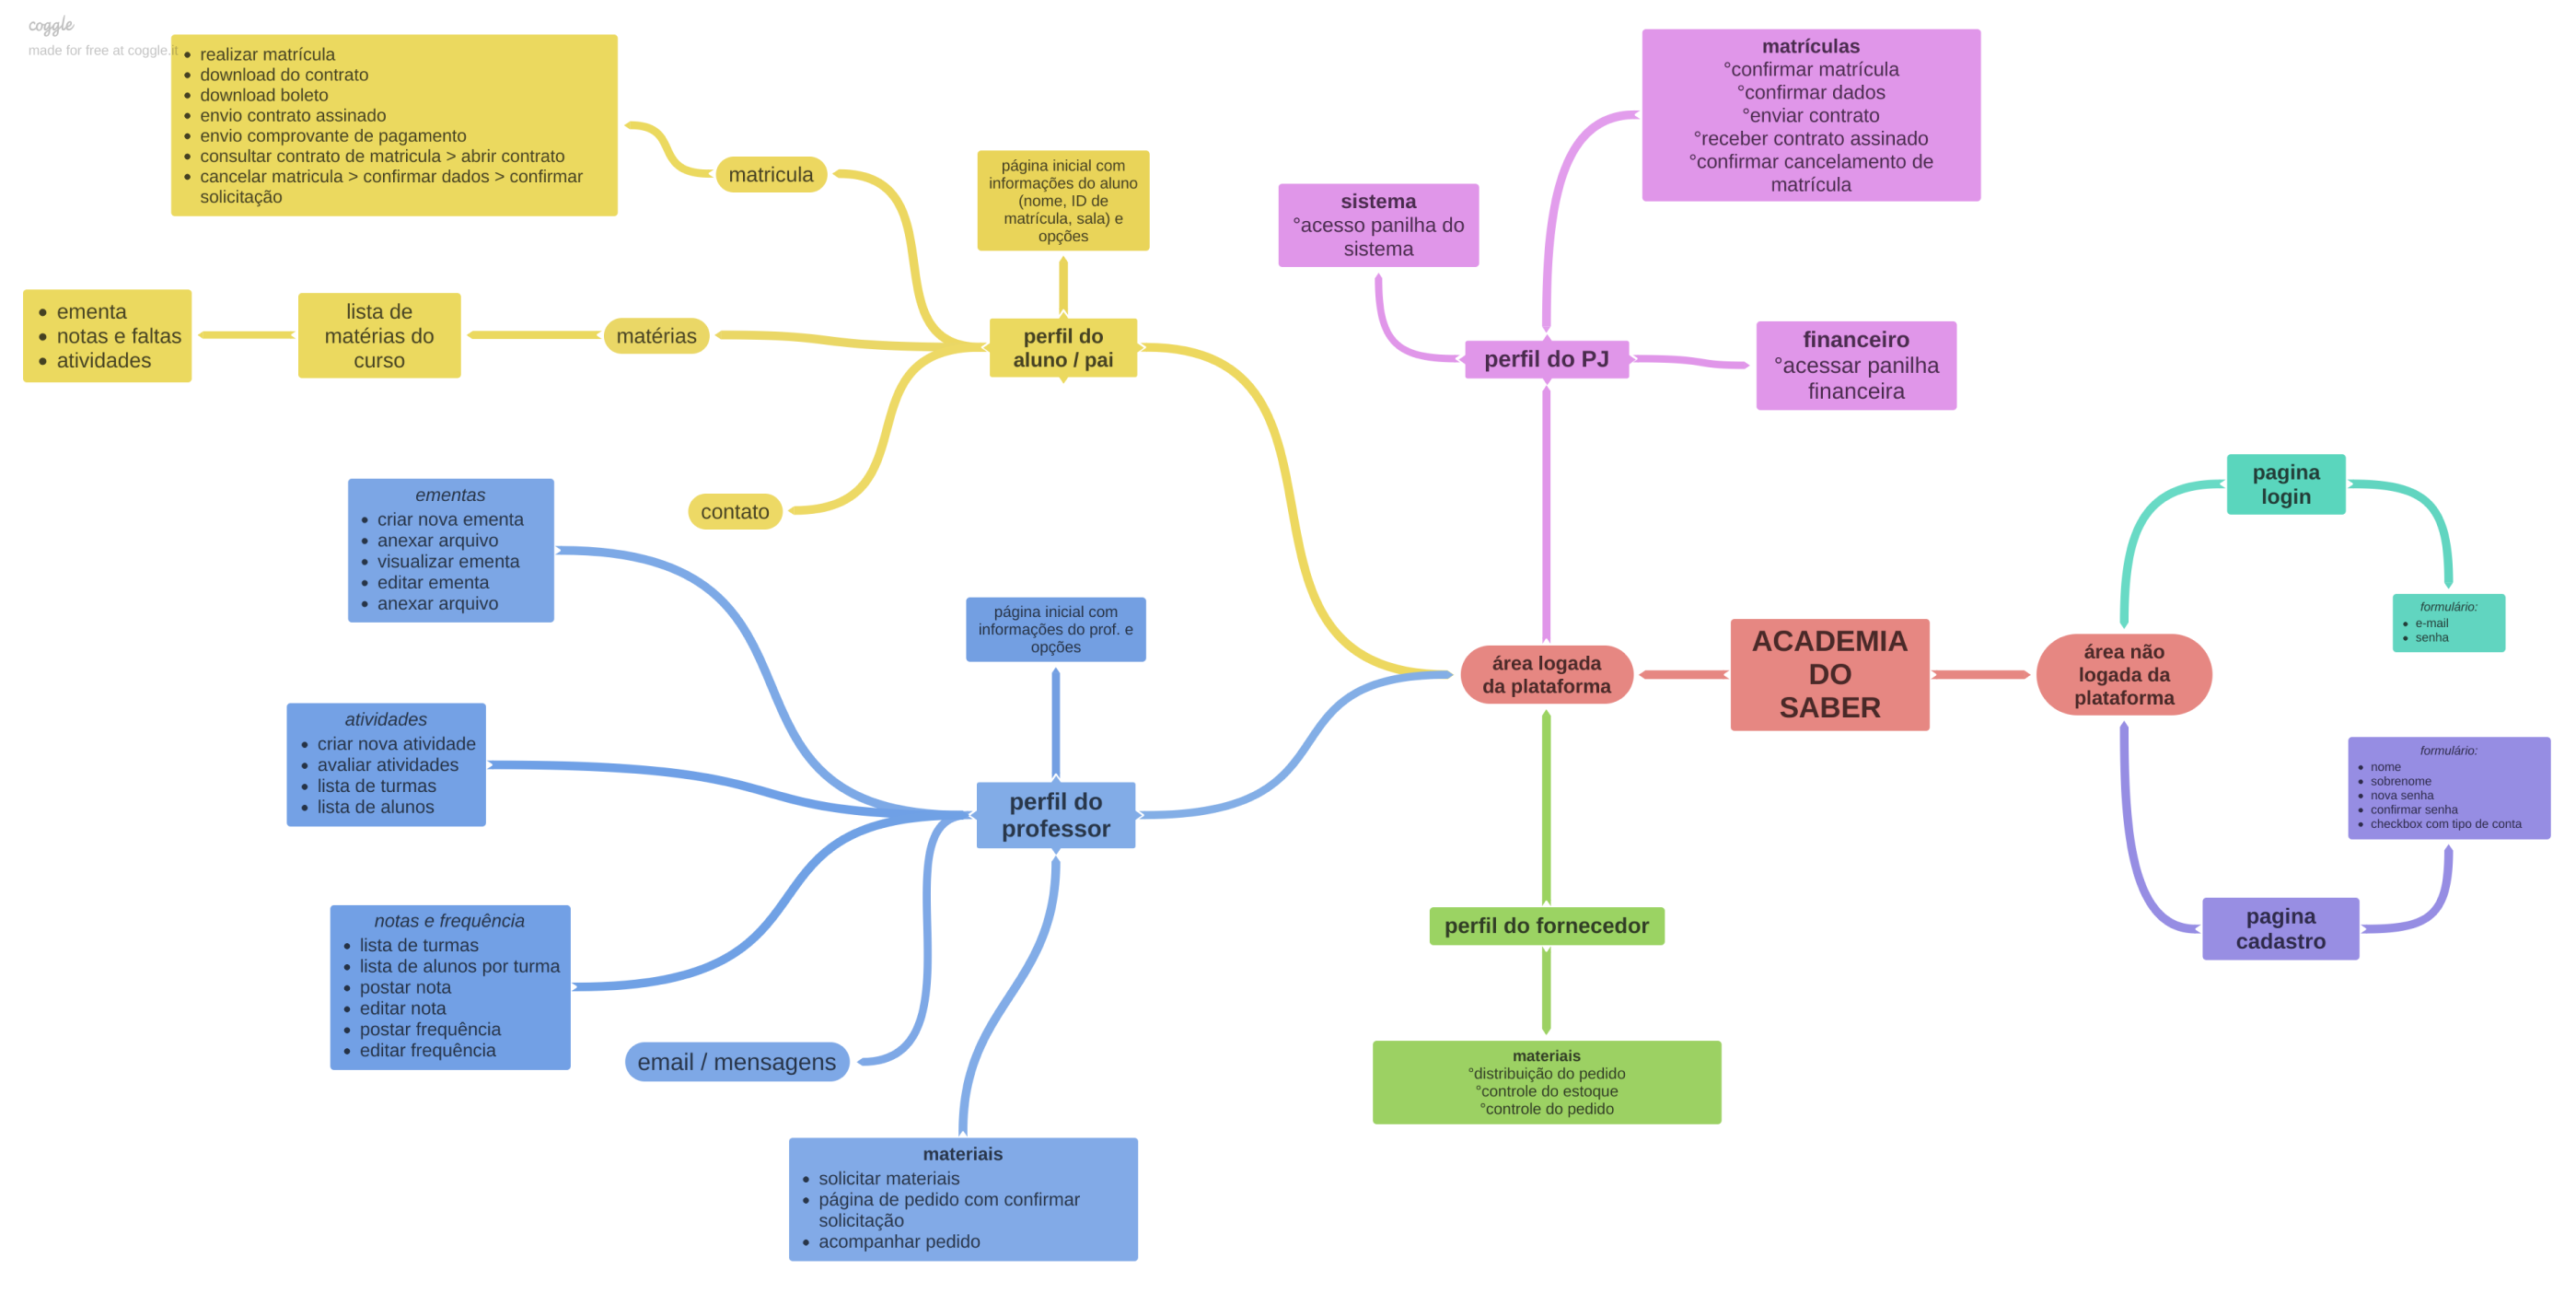 coggle
made for free at coggle.it
realizar matrícula
download do contrato
download boleto
envio contrato assinado
envio comprovante de pagamento
consultar contrato de matricula > abrir contrato
cancelar matricula > confirmar dados > confirmar
solicitação
matricula
página inicial com
informações do aluno
(nome, ID de
matrícula, sala) e
opções
ementa
notas e faltas
atividades
lista de
matérias do
curso
matérias
perfil do
aluno / pai
contato
matrículas
°confirmar matrícula
°confirmar dados
°enviar contrato
°receber contrato assinado
°confirmar cancelamento de
matrícula
sistema
°acesso panilha do
sistema
perfil do PJ
financeiro
°acessar panilha
financeira
ementas
criar nova ementa
anexar arquivo
visualizar ementa
editar ementa
anexar arquivo
página inicial com
informações do prof. e
opções
atividades
criar nova atividade
avaliar atividades
lista de turmas
lista de alunos
perfil do
professor
notas e frequência
lista de turmas
lista de alunos por turma
postar nota
editar nota
postar frequência
editar frequência
email / mensagens
materiais
solicitar materiais
página de pedido com confirmar
solicitação
acompanhar pedido
área logada
da plataforma
ACADEMIA
DO
SABER
área não
logada da
plataforma
pagina
login
formulário:
e-mail
senha
formulário:
nome
sobrenome
nova senha
confirmar senha
checkbox com tipo de conta
pagina
cadastro
perfil do fornecedor
materiais
°distribuição do pedido
°controle do estoque
°controle do pedido